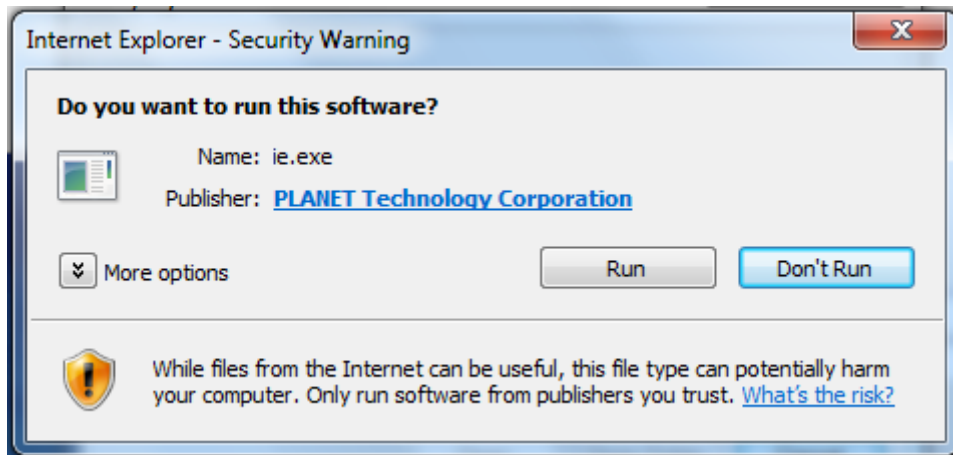 Internet Explorer - Security Warning
Do you want to run this software?
Name: ie.exe
Publisher: PLANET Technology Corporation
More options
Run
Don't Run
While files from the Internet can be useful, this file type can potentially harm
your computer. Only run software from publishers you trust. What's the risk?